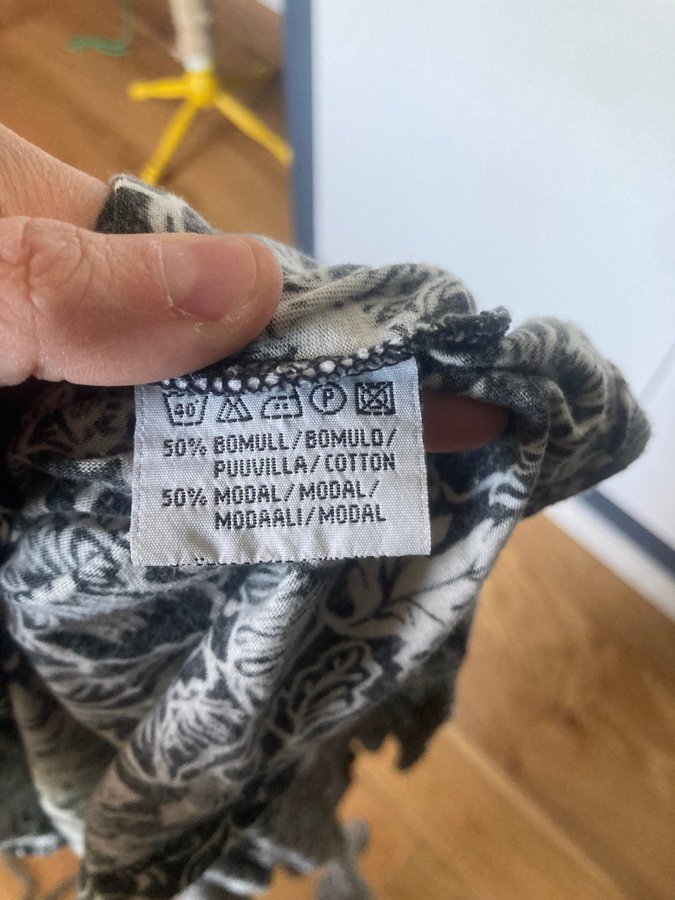 40 P
50% BOMULL/BOMULD/
PUUVILLA/COTTON
50% MODAL/MODAL/
MODAALI/MODAL